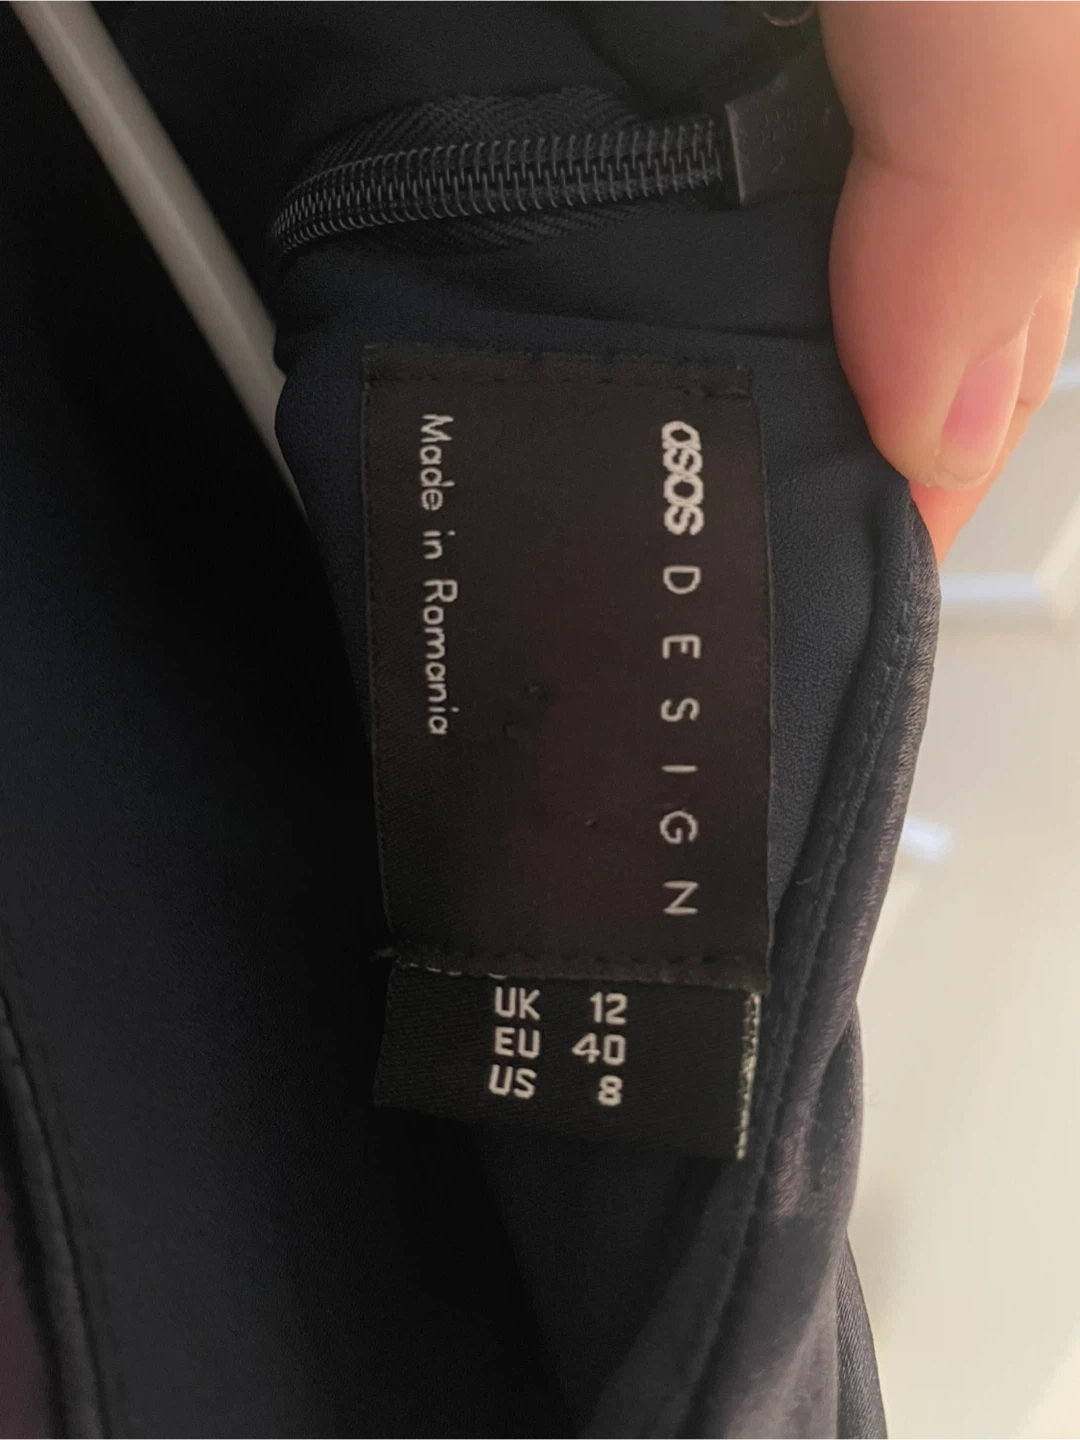 asos DESIGN
Made in Romania
UK 12
EU 40
US 8